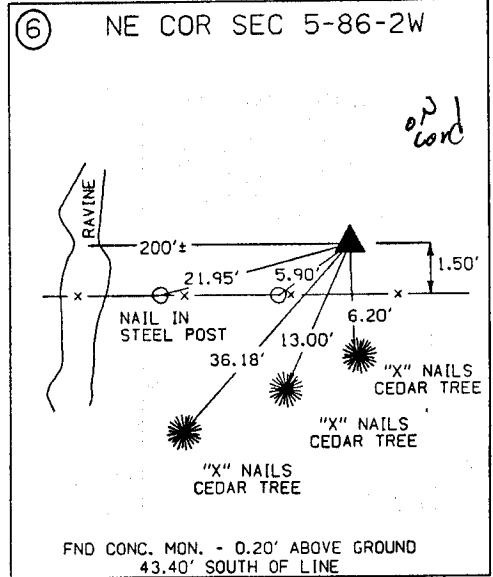 6 NE COR SEC 5-86-2W
RAVINE
200'±
1.50'
21.95'
5.90'
x x x x
NAIL IN
STEEL POST
6.20'
13.00'
36.18'
"X" NAILS
CEDAR TREE
"X" NAILS
CEDAR TREE
"X" NAILS
CEDAR TREE
FND CONC. MON. - 0.20' ABOVE GROUND
43.40' SOUTH OF LINE